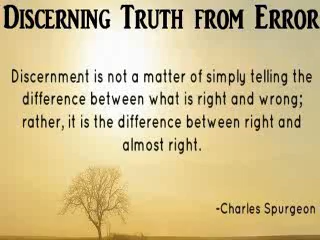 Discerning Truth from Error
Discernment is not a matter of simply telling the
difference between what is right and wrong;
rather, it is the difference between right and
almost right.
-Charles Spurgeon